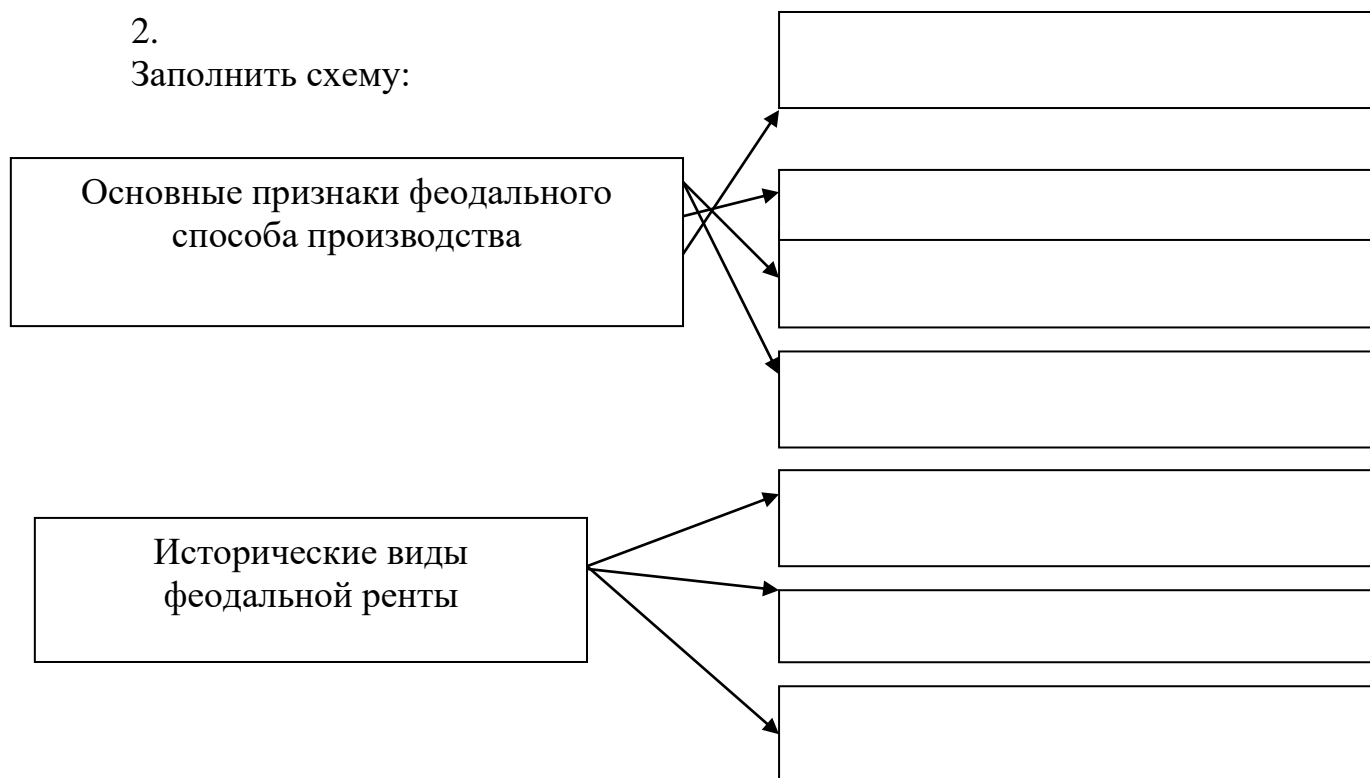 2.
Заполнить схему:
Основные признаки феодального
способа производства
Исторические виды
феодальной ренты